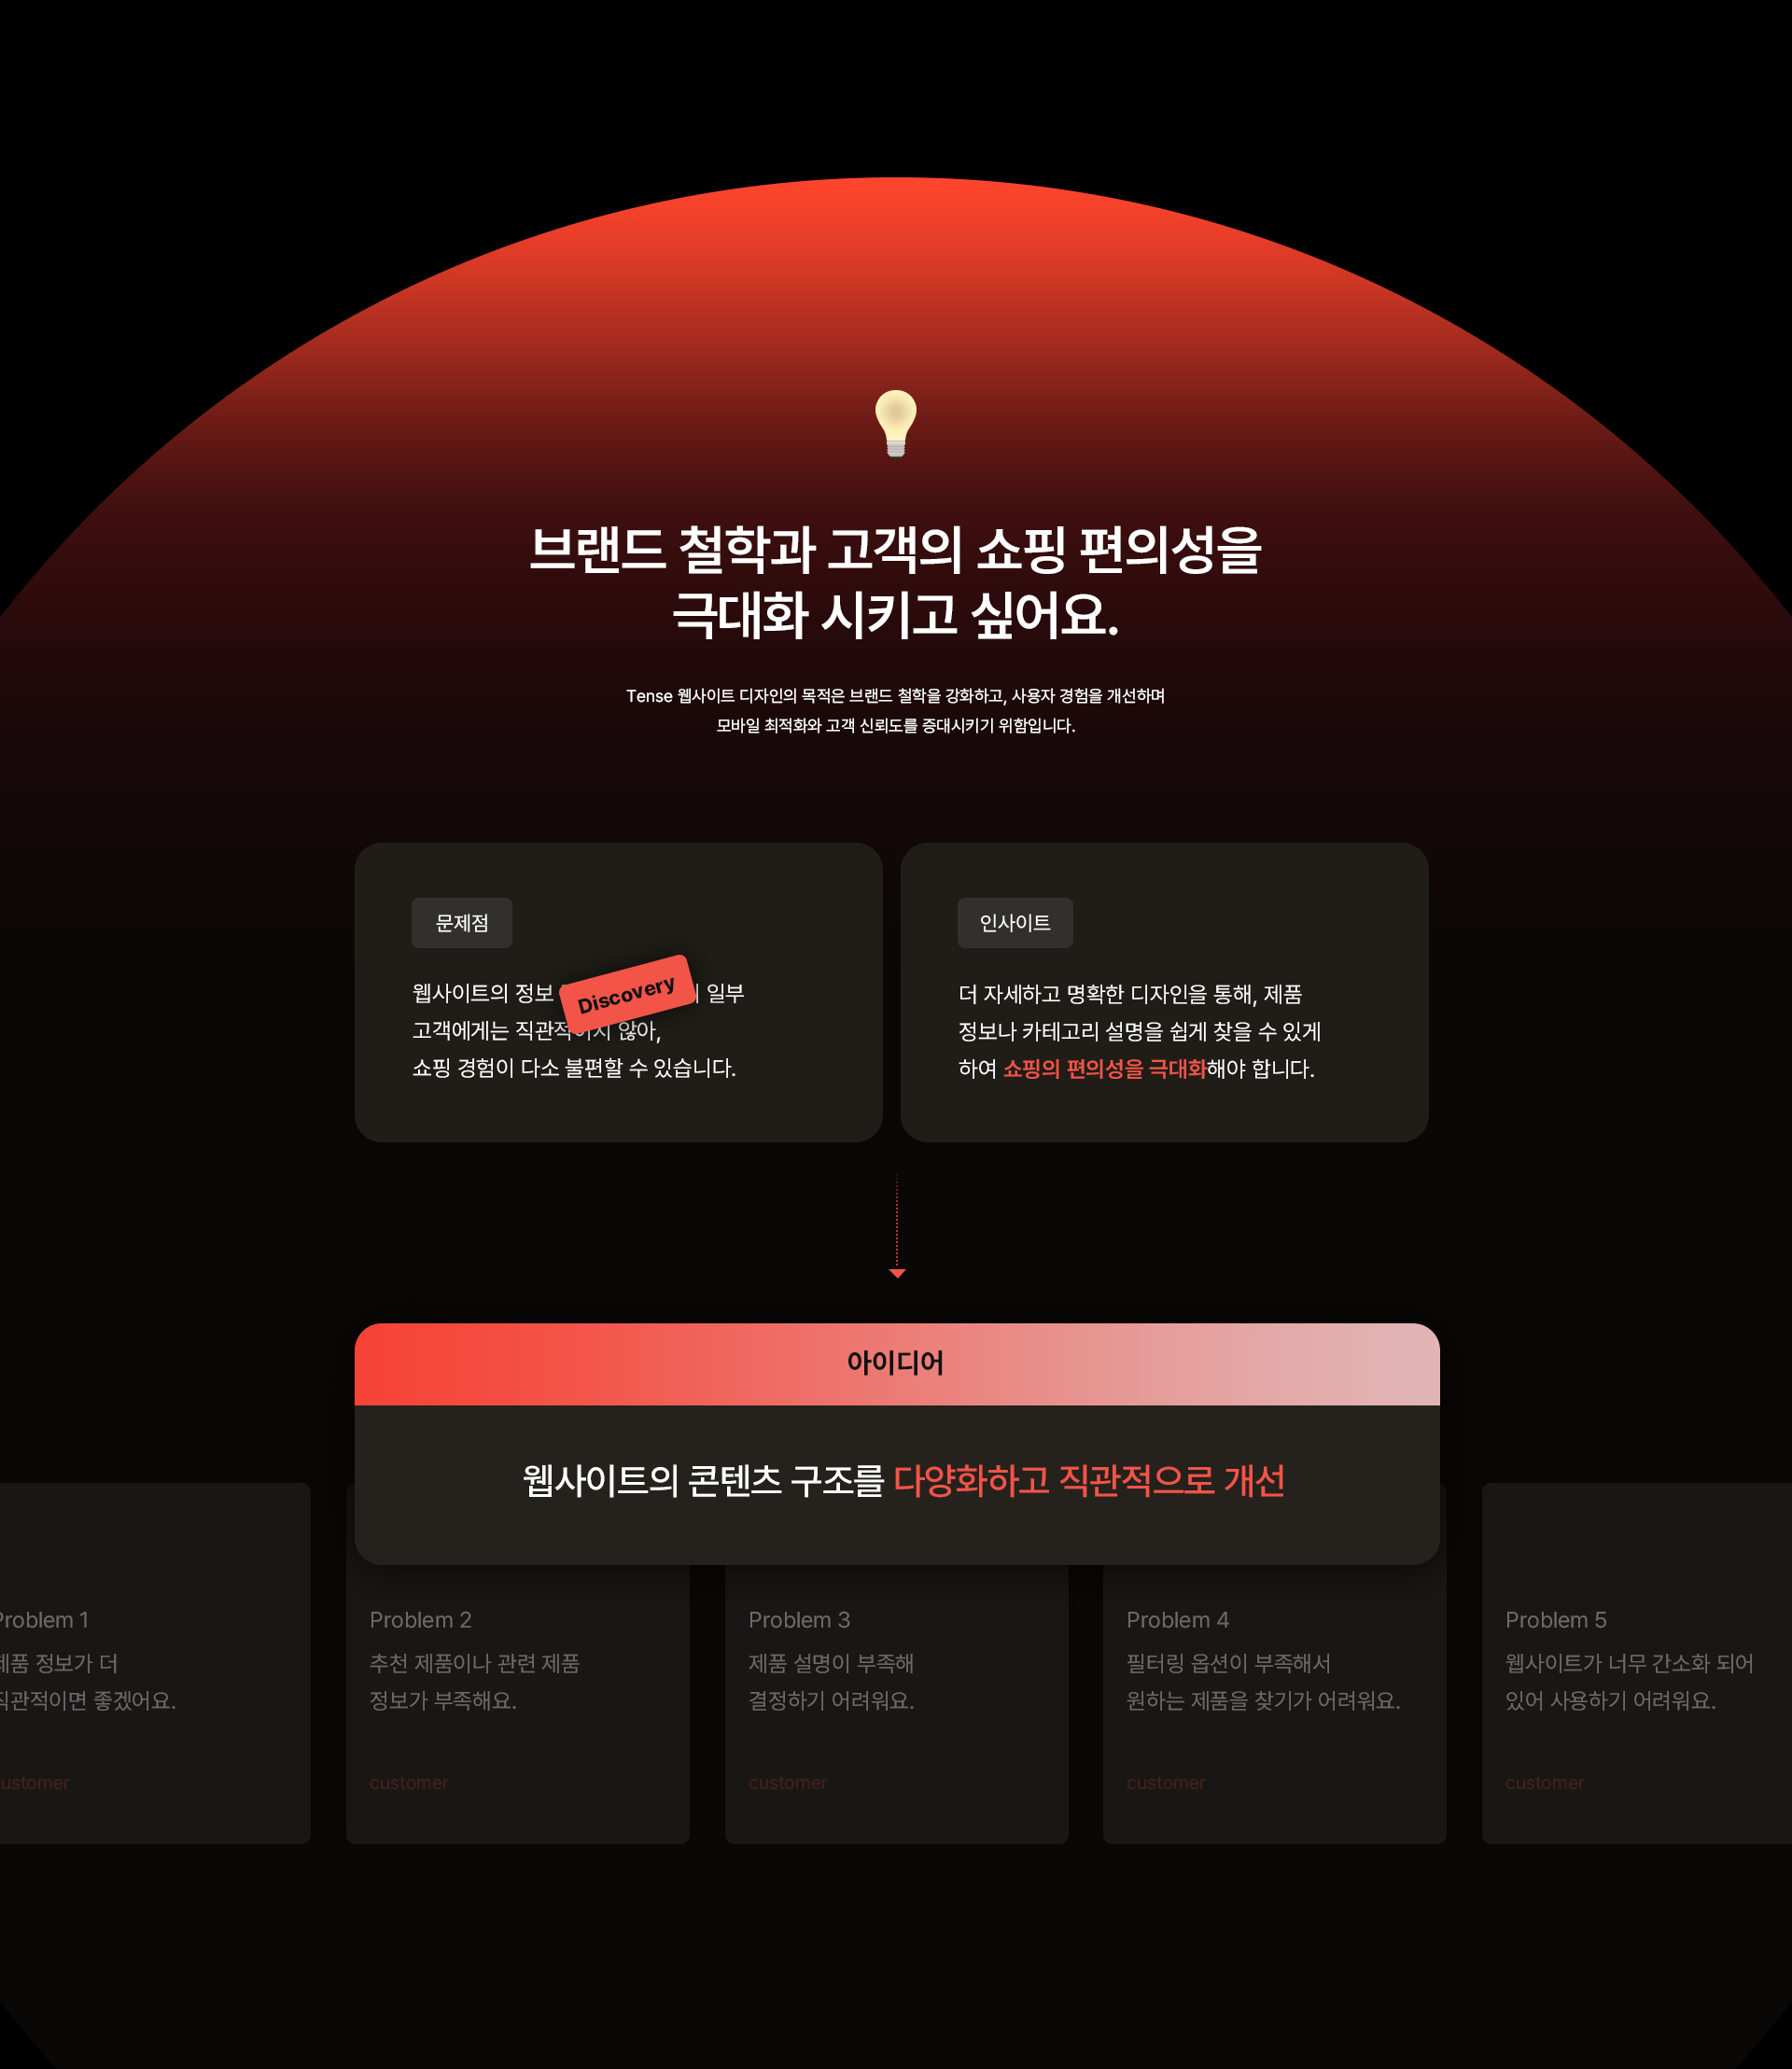 브랜드 철학과 고객의 쇼핑 편의성을
극대화 시키고 싶어요.
Tense 웹사이트 디자인의 목적은 브랜드 철학을 강화하고, 사용자 경험을 개선하며
모바일 최적화와 고객 신뢰도를 증대시키기 위함입니다.
문제점
웹사이트의 정보
일부
Discovery
고객에게는 않아,
쇼핑 경험이 다소 불편할 수 있습니다.
인사이트
더 자세하고 명확한 디자인을 통해, 제품
정보나 카테고리 설명을 쉽게 찾을 수 있게
하여 쇼핑의 편의성을 극대화해야 합니다.
아이디어
웹사이트의 콘텐츠 구조를 다양화하고 직관적으로 개선
Problem 1
제품 정보가 더
직관적이면 좋겠어요.
customer
Problem 2
추천 제품이나 관련 제품
정보가 부족해요.
customer
Problem 3
제품 설명이 부족해
결정하기 어려워요.
customer
Problem 4
필터링 옵션이 부족해서
원하는 제품을 찾기가 어려워요.
customer
Problem 5
웹사이트가 너무 간소화 되어
있어 사용하기 어려워요.
customer